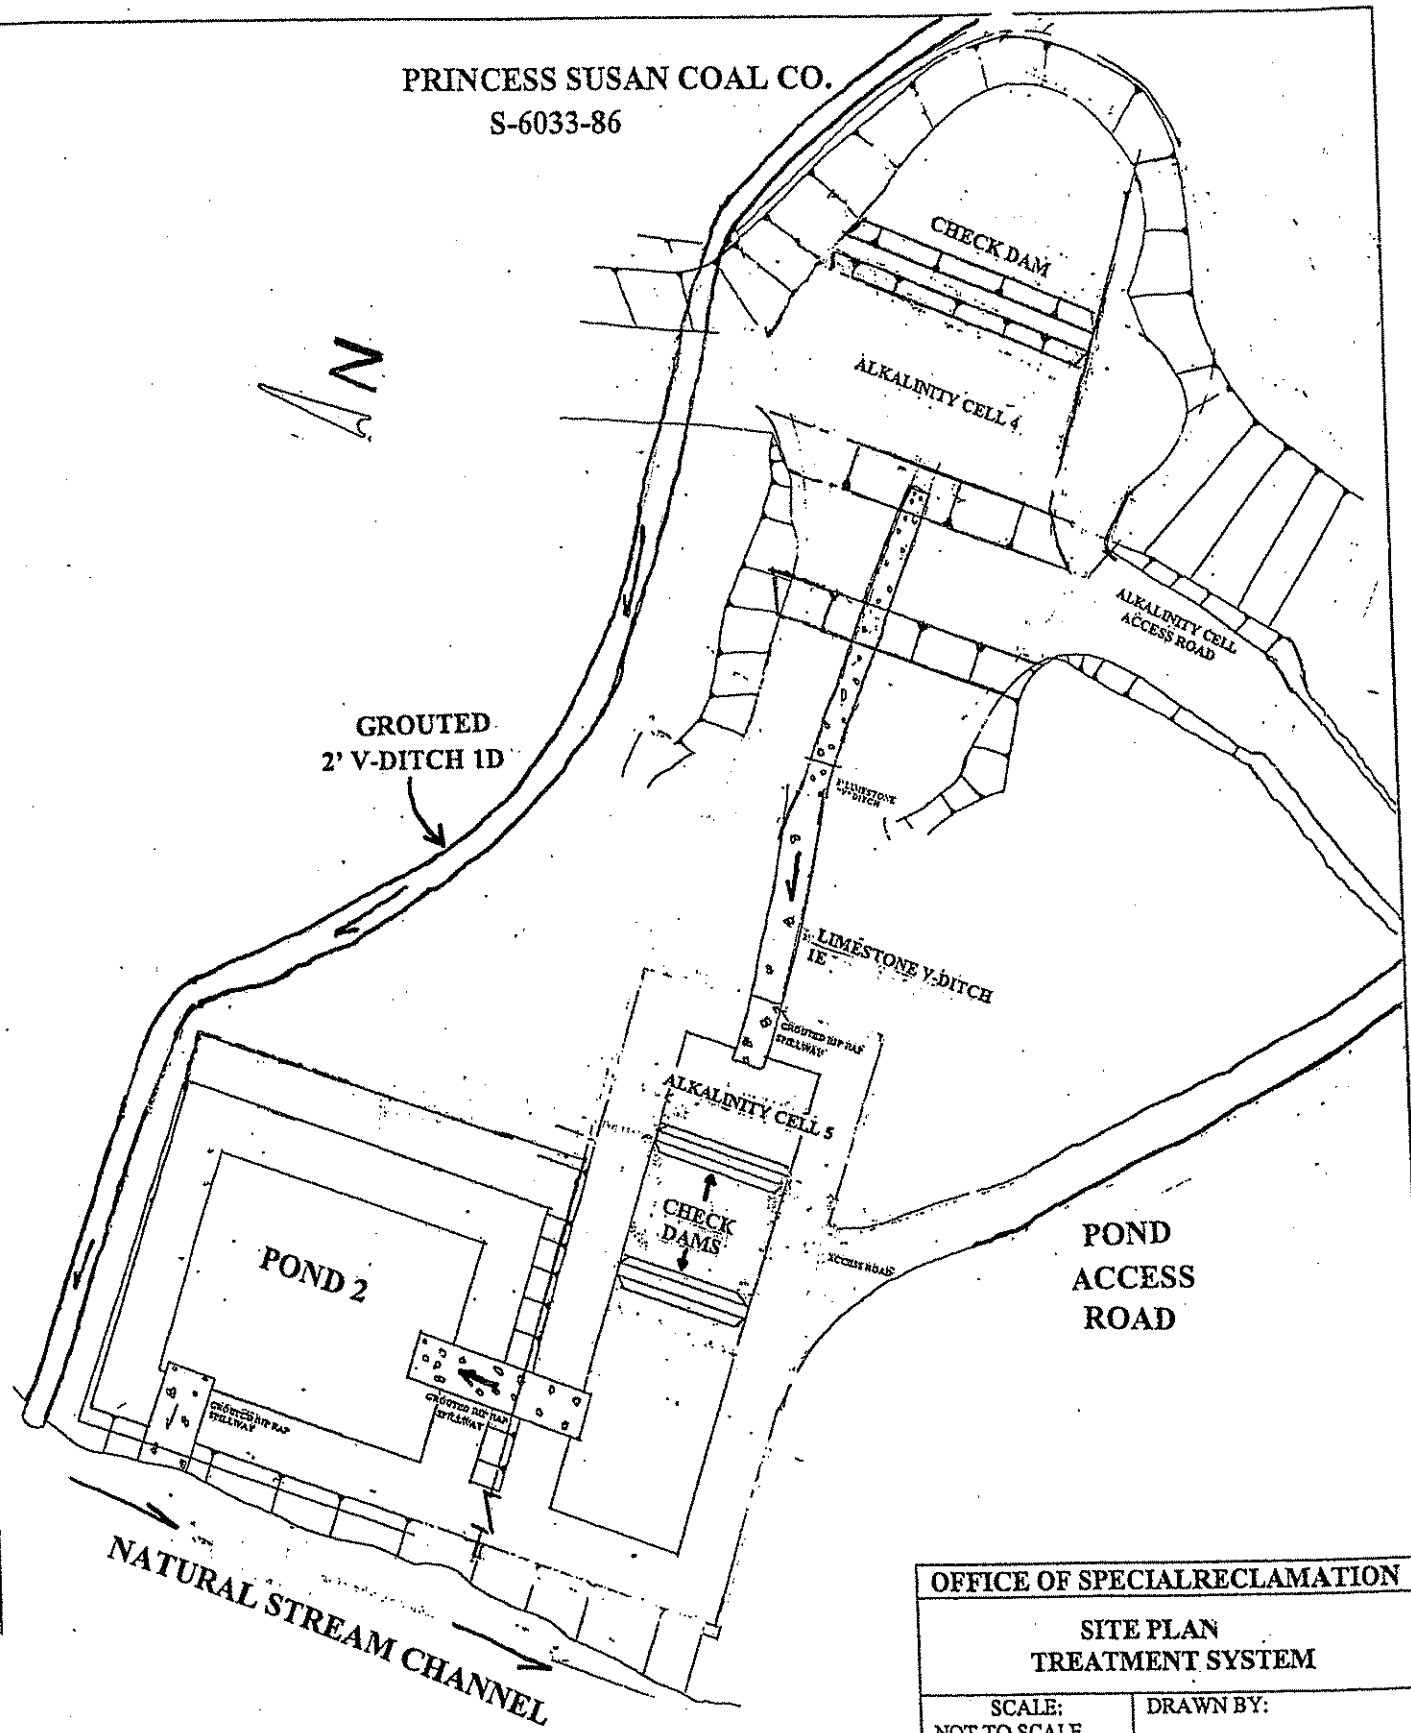 PRINCESS SUSAN COAL CO.
S-6033-86
CHECK DAM
N
ALKALINITY CELL 4
ALKALINITY CELL
ACCESS ROAD
GROUTED
2' V-DITCH 1D
LIMESTONE
V-DITCH
LIMESTONE V-DITCH
1E
GROUTED RIP RAP
SPILLWAY
ALKALINITY CELL 5
CHECK
DAMS
POND 2
ACCESS ROAD
POND
ACCESS
ROAD
GROUTED RIP RAP
SPILLWAY
GROUTED RIP RAP
SPILLWAY
NATURAL STREAM CHANNEL
OFFICE OF SPECIALRECLAMATION
SITE PLAN
TREATMENT SYSTEM
SCALE:
NOT TO SCALE
DRAWN BY: